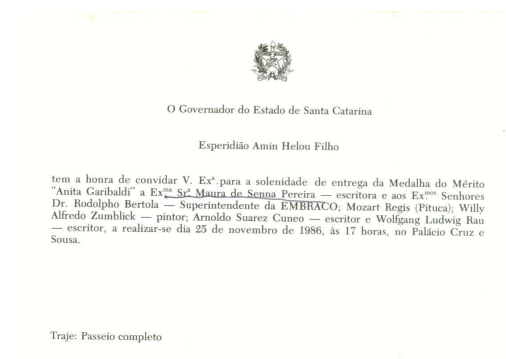 O Governador do Estado de Santa Catarina
Esperidião Amin Helou Filho
tem a honra de convidar V. Exª.para a solenidade de entrega da Medalha do Mérito
"Anita Garibaldi" a Exma Srª Maura de Senna Pereira — escritora e aos Ex.mos Senhores
Dr. Rodolpho Bertola — Superintendente da EMBRACO; Mozart Regis (Pituca); Willy
Alfredo Zumblick — pintor; Arnoldo Suarez Cuneo — escritor e Wolfgang Ludwig Rau
— escritor, a realizar-se dia 25 de novembro de 1986, às 17 horas, no Palácio Cruz e
Sousa.
Traje: Passeio completo